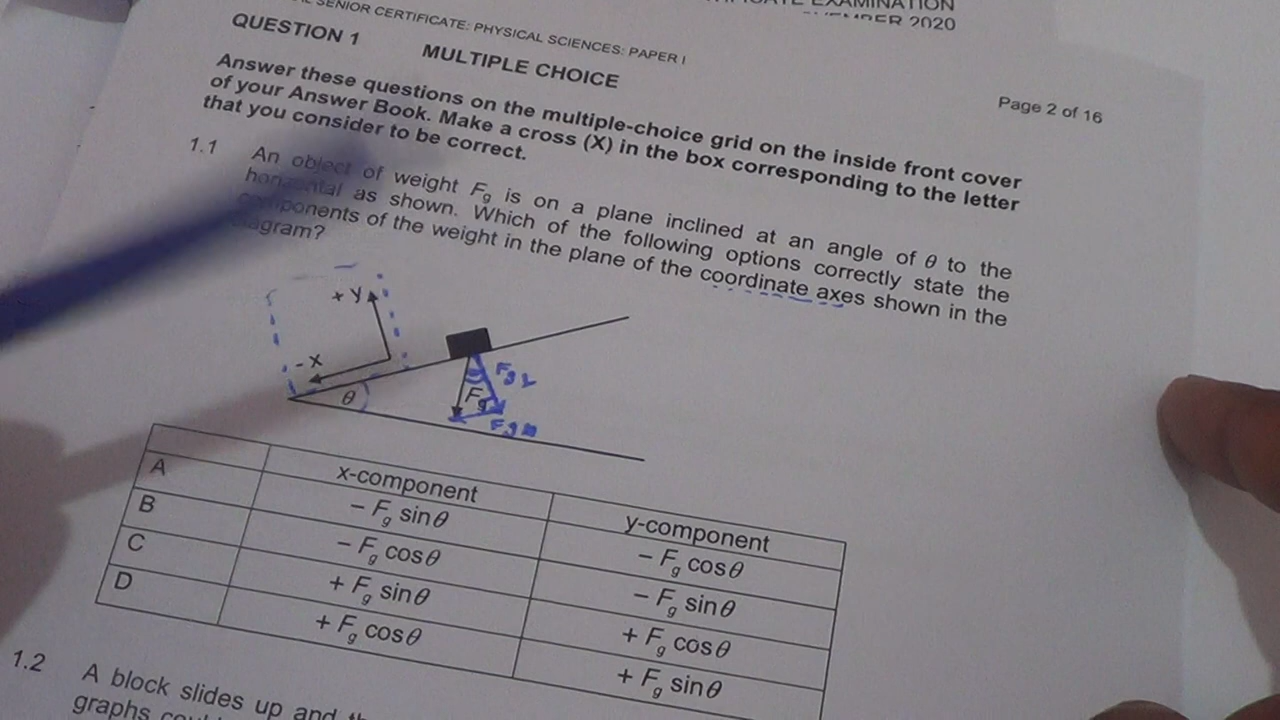 SENIOR CERTIFICATE: PHYSICAL SCIENCES: PAPER I
EXAMINATION
2020
Page 2 of 16
QUESTION 1 MULTIPLE CHOICE
Answer these questions on the multiple-choice grid on the inside front cover
of your Answer Book. Make a cross (X) in the box corresponding to the letter
that you consider to be correct.
1.1 An object of weight Fg is on a plane inclined at an angle of θ to the
horizontal as shown. Which of the following options correctly state the
components of the weight in the plane of the coordinate axes shown in the
diagram?
+ Y
- X
θ
Fg
Fg⊥
Fg
x-component y-component
A − Fg sinθ − Fg cosθ
B − Fg cosθ − Fg sinθ
C + Fg sinθ + Fg cosθ
D + Fg cosθ + Fg sinθ
1.2 A block slides up and
graphs